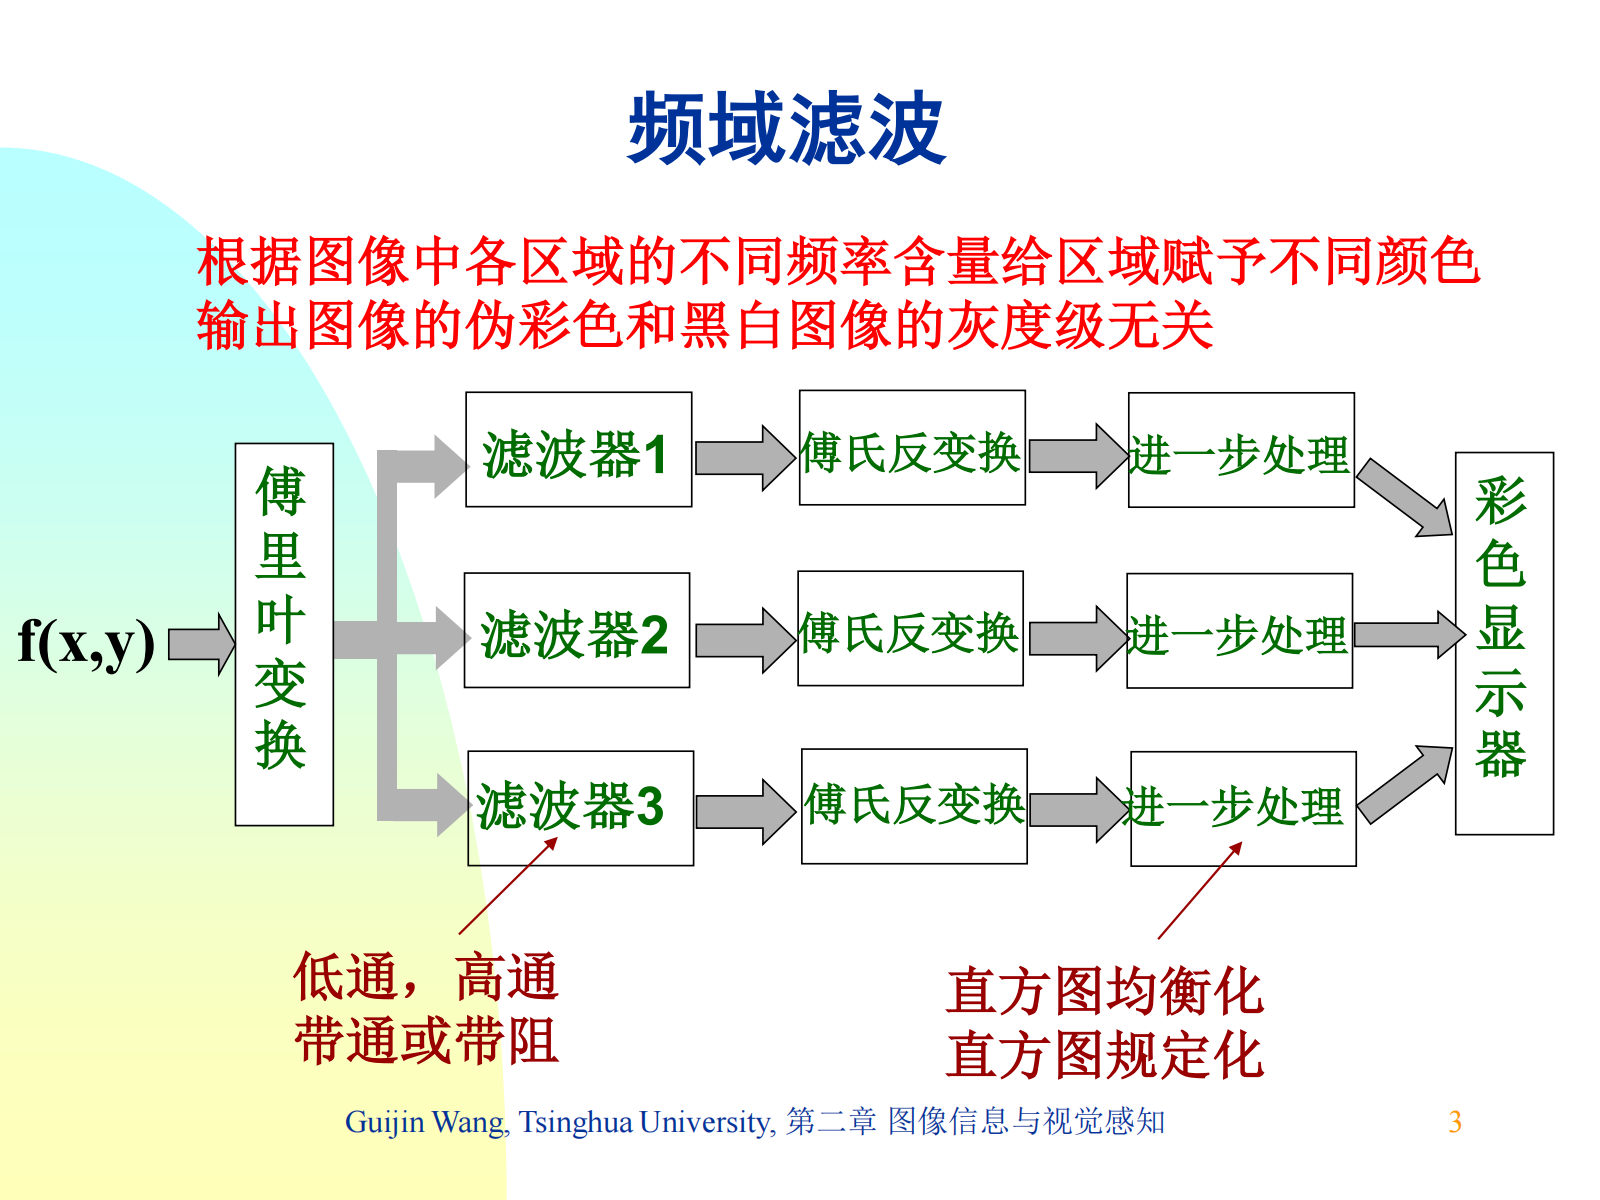 频域滤波
根据图像中各区域的不同频率含量给区域赋予不同颜色
输出图像的伪彩色和黑白图像的灰度级无关
f(x,y)
傅
里
叶
变
换
滤波器1
傅氏反变换
进一步处理
滤波器2
傅氏反变换
进一步处理
滤波器3
傅氏反变换
进一步处理
彩
色
显
示
器
低通，高通
带通或带阻
直方图均衡化
直方图规定化
Guijin Wang, Tsinghua University, 第二章 图像信息与视觉感知
3